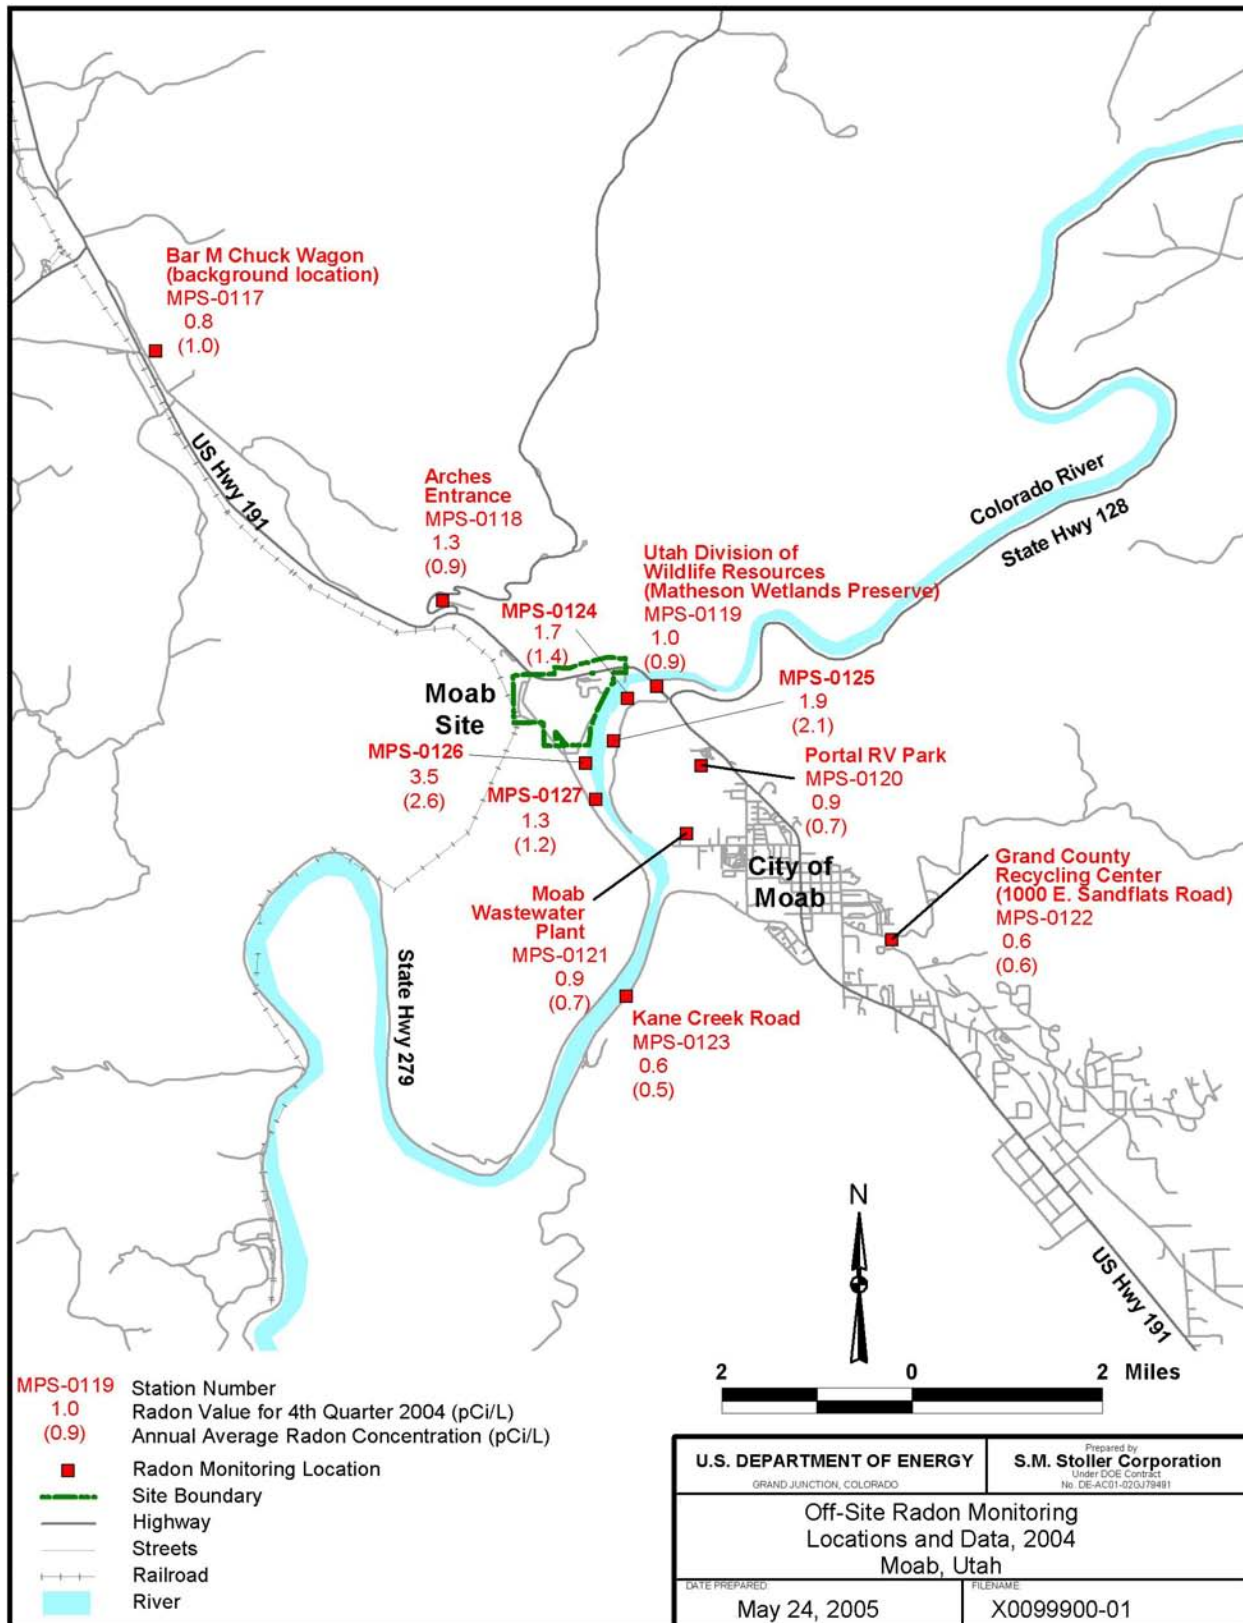 Bar M Chuck Wagon
(background location)
MPS-0117
0.8
(1.0)
US Hwy 191
Arches
Entrance
MPS-0118
1.3
(0.9)
Colorado River
State Hwy 128
Utah Division of
Wildlife Resources
(Matheson Wetlands Preserve)
MPS-0119
1.0
(0.9)
MPS-0124
1.7
(1.4)
Moab
Site
MPS-0125
1.9
(2.1)
MPS-0126
3.5
(2.6)
Portal RV Park
MPS-0120
0.9
(0.7)
MPS-0127
1.3
(1.2)
City of
Moab
Grand County
Recycling Center
(1000 E. Sandflats Road)
MPS-0122
0.6
(0.6)
Moab
Wastewater
Plant
MPS-0121
0.9
(0.7)
State Hwy 279
Kane Creek Road
MPS-0123
0.6
(0.5)
N
US Hwy 191
2 0 2 Miles
MPS-0119 Station Number
1.0 Radon Value for 4th Quarter 2004 (pCi/L)
(0.9) Annual Average Radon Concentration (pCi/L)
Radon Monitoring Location
Site Boundary
Highway
Streets
Railroad
River
U.S. DEPARTMENT OF ENERGY
GRAND JUNCTION, COLORADO
Prepared by
S.M. Stoller Corporation
Under DOE Contract
No. DE-AC01-02GJ79491
Off-Site Radon Monitoring
Locations and Data, 2004
Moab, Utah
DATE PREPARED:
May 24, 2005
FILENAME:
X0099900-01